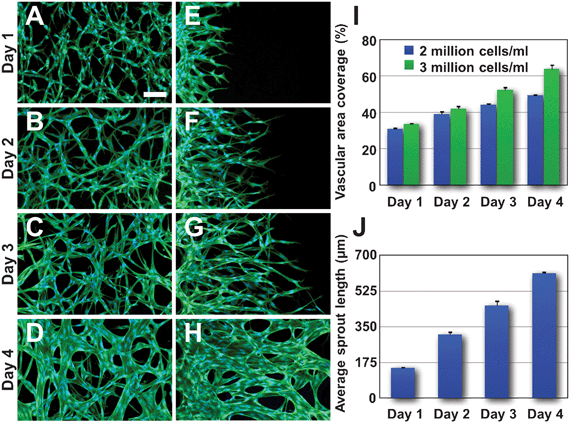 A
E
Day 1
B
F
Day 2
C
G
Day 3
D
H
Day 4
I
Vascular area coverage (%)
80
60
40
20
0
2 million cells/ml
3 million cells/ml
Day 1 Day 2 Day 3 Day 4
J
Average sprout length (µm)
700
525
350
175
0
Day 1 Day 2 Day 3 Day 4